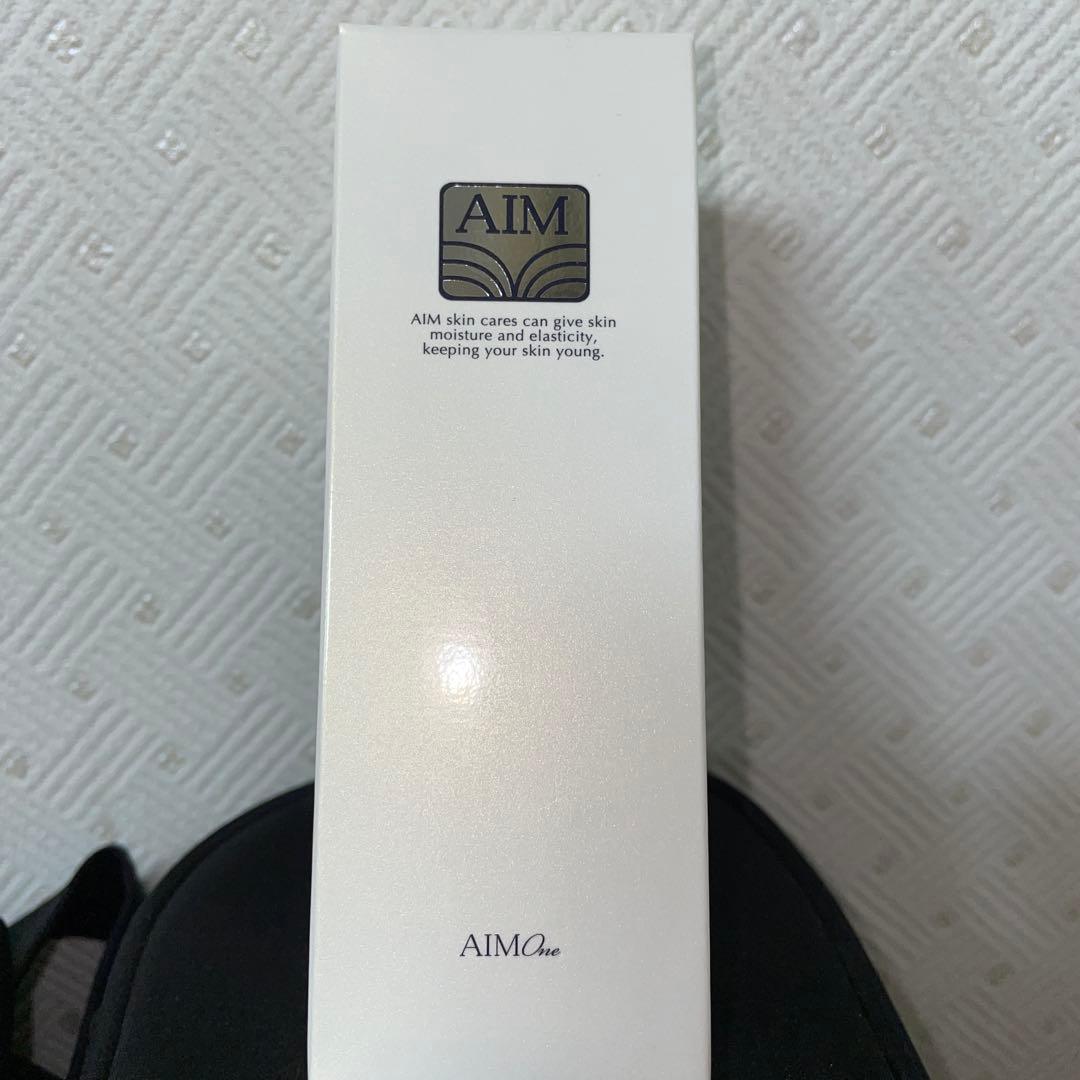 AIM
AIM skin cares can give skin
moisture and elasticity,
keeping your skin young.
AIMOne